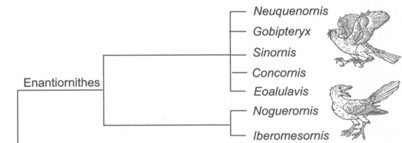 Neuquenornis
Gobipteryx
Sinornis
Concornis
Enantiornithes
Eoalulavis
Noguerornis
Iberomesornis